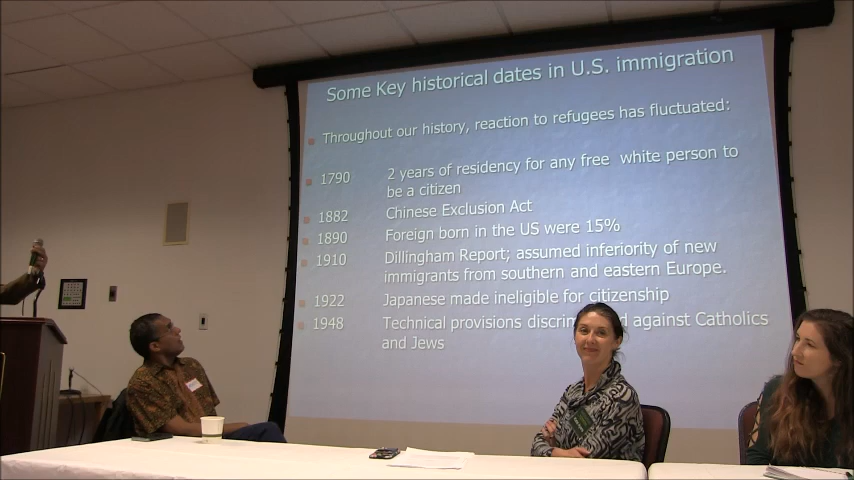 Some Key historical dates in U.S. immigration
Throughout our history, reaction to refugees has fluctuated:
1790 2 years of residency for any free white person to
be a citizen
1882 Chinese Exclusion Act
1890 Foreign born in the US were 15%
1910 Dillingham Report; assumed inferiority of new
immigrants from southern and eastern Europe.
1922 Japanese made ineligible for citizenship
1948 Technical provisions discrim d against Catholics
and Jews